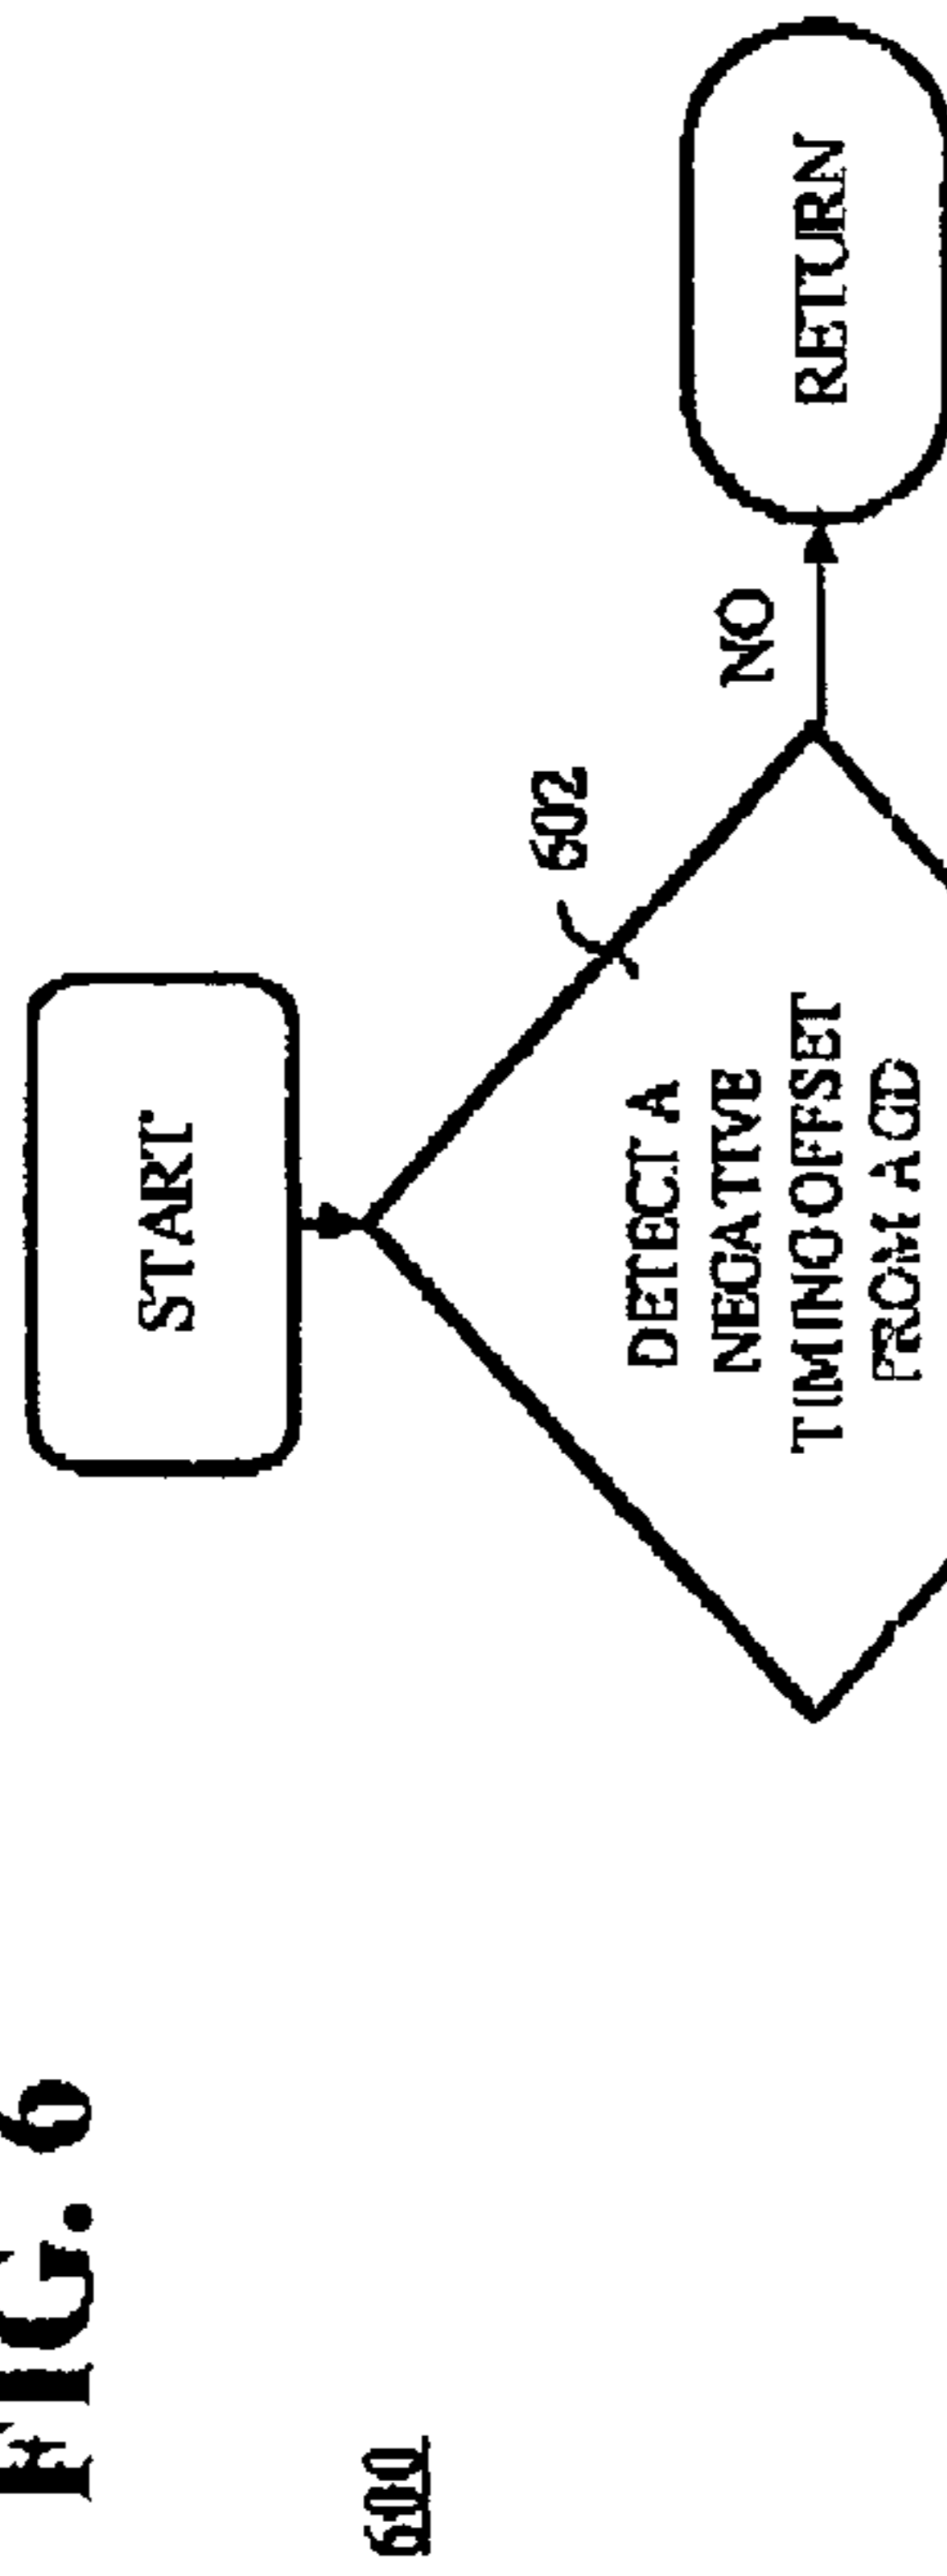 FIG. 6
600
START
602
DETECT A
NEGATIVE
TIMING OFFSET
FROM A GD
NO
RETURN